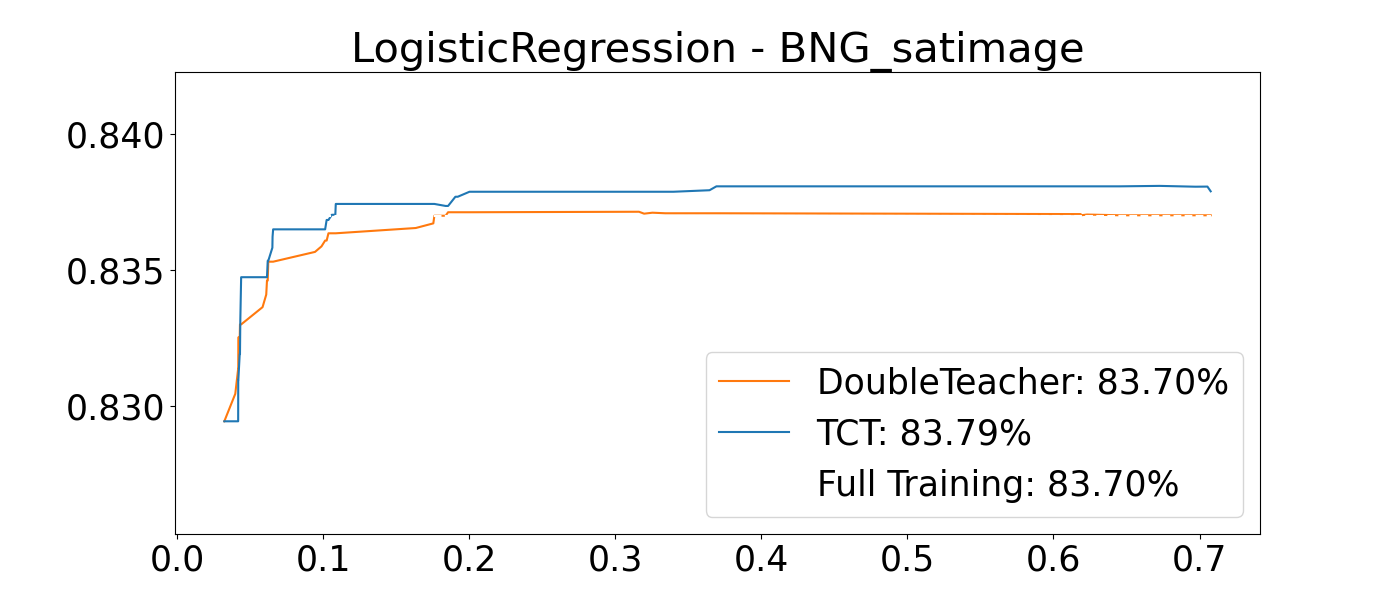 LogisticRegression - BNG_satimage
0.840
0.835
0.830
DoubleTeacher: 83.70%
TCT: 83.79%
Full Training: 83.70%
0.0 0.1 0.2 0.3 0.4 0.5 0.6 0.7